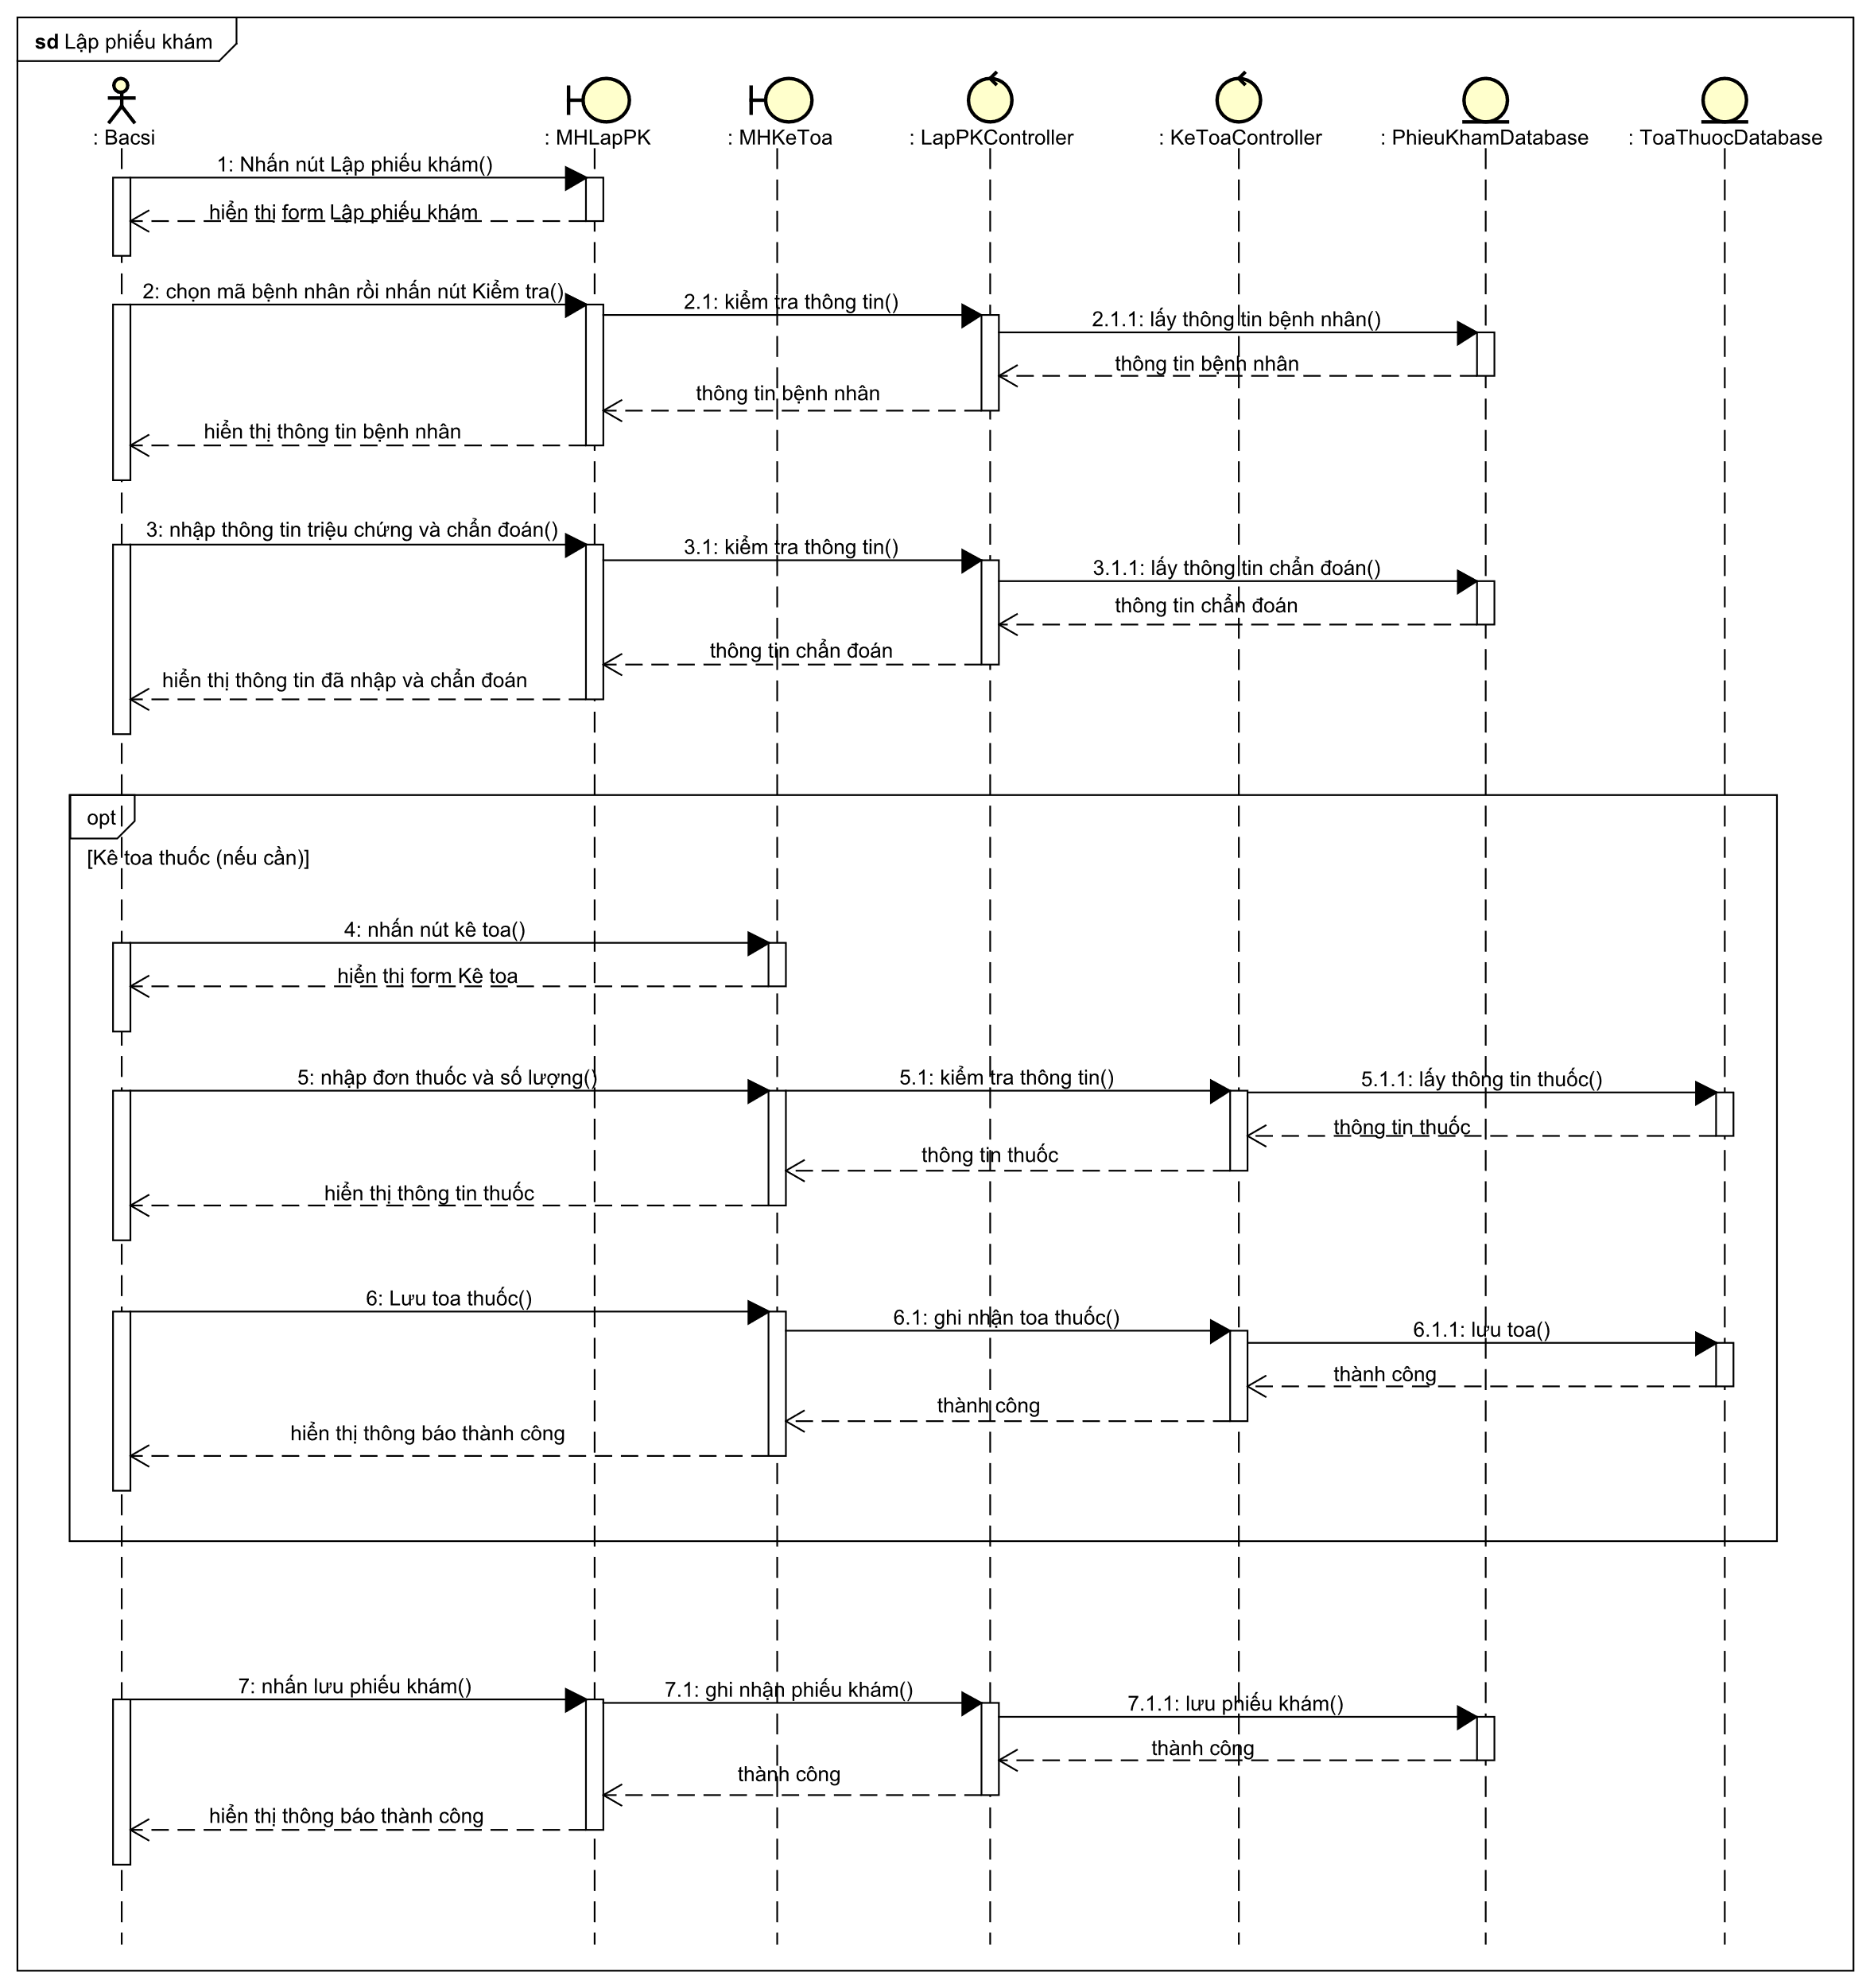 sd Lập phiếu khám
: Bacsi
: MHLapPK
: MHKeToa
: LapPKController
: KeToaController
: PhieuKhamDatabase
: ToaThuocDatabase
1: Nhấn nút Lập phiếu khám()
hiển thị form Lập phiếu khám
2: chọn mã bệnh nhân rồi nhấn nút Kiểm tra()
2.1: kiểm tra thông tin()
2.1.1: lấy thông tin bệnh nhân()
thông tin bệnh nhân
thông tin bệnh nhân
hiển thị thông tin bệnh nhân
3: nhập thông tin triệu chứng và chẩn đoán()
3.1: kiểm tra thông tin()
3.1.1: lấy thông tin chẩn đoán()
thông tin chẩn đoán
thông tin chẩn đoán
hiển thị thông tin đã nhập và chẩn đoán
opt
[Kê toa thuốc (nếu cần)]
4: nhấn nút kê toa()
hiển thị form Kê toa
5: nhập đơn thuốc và số lượng()
5.1: kiểm tra thông tin()
5.1.1: lấy thông tin thuốc()
thông tin thuốc
thông tin thuốc
hiển thị thông tin thuốc
6: Lưu toa thuốc()
6.1: ghi nhận toa thuốc()
6.1.1: lưu toa()
thành công
thành công
hiển thị thông báo thành công
7: nhấn lưu phiếu khám()
7.1: ghi nhận phiếu khám()
7.1.1: lưu phiếu khám()
thành công
thành công
hiển thị thông báo thành công